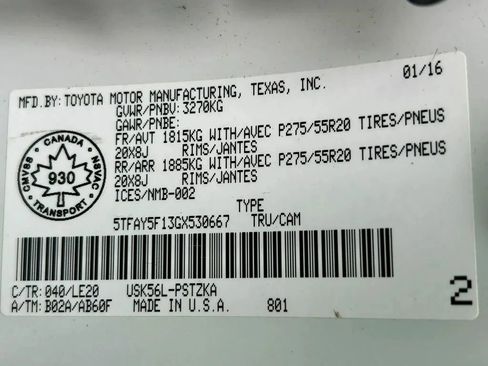 MFD.BY: TOYOTA MOTOR MANUFACTURING, TEXAS, INC. 01/16
GVWR/PNBV: 3270KG
GAWR/PNBE:
FR/AVT 1815KG WITH/AVEC P275/55R20 TIRES/PNEUS
20X8J RIMS/JANTES
RR/ARR 1885KG WITH/AVEC P275/55R20 TIRES/PNEUS
20X8J RIMS/JANTES
ICES/NMB-002
CANADA
CMVSS 930 NSVAC
TRANSPORT
TYPE
5TFAY5F13GX530667 TRU/CAM
C/TR: 040/LE20 USK56L-PSTZKA
A/TM: B02A/AB60F MADE IN U.S.A. 801
2